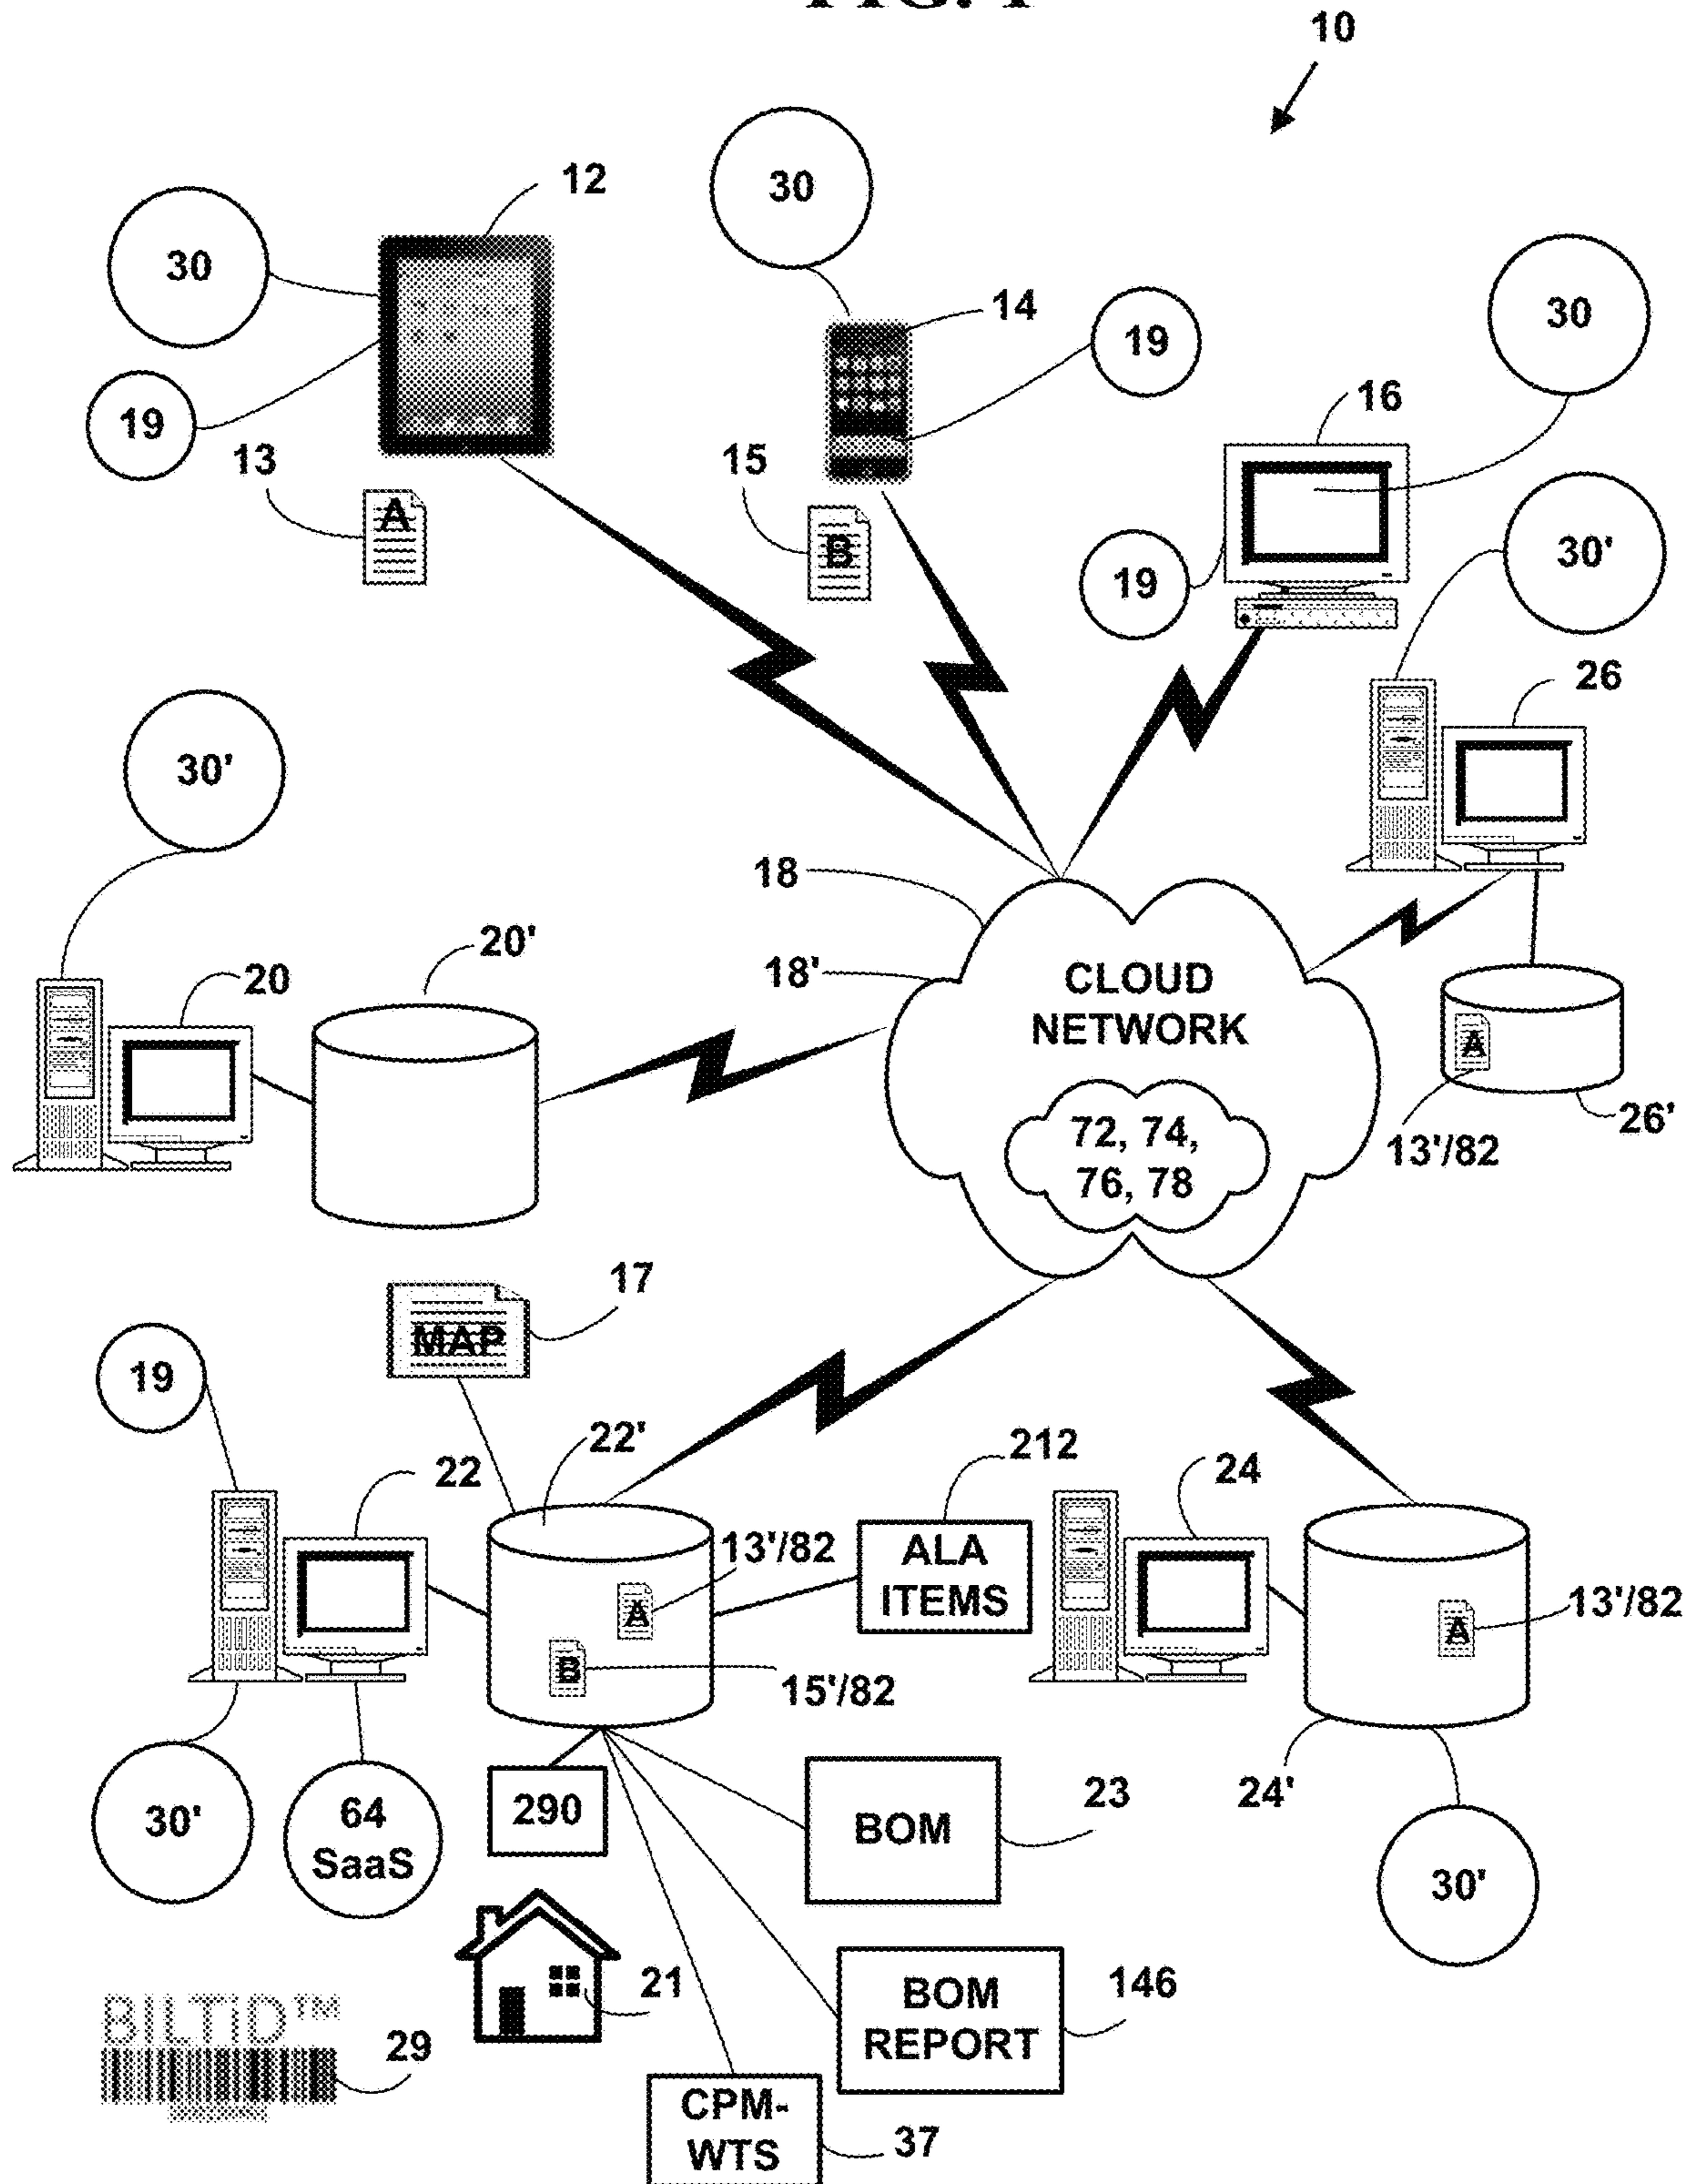 FIG. 1
10
12
30
30
14
30
19
19
16
13
A
15
B
19
30'
26
30'
18
20'
18'
20
CLOUD
NETWORK
A
72, 74,
76, 78
26'
13'/82
17
MAP
19
22'
212
22
24
13'/82
ALA
ITEMS
A
B
15'/82
A
13'/82
30'
64
SaaS
290
BOM
23
24'
30'
21
BOM
REPORT
146
BILTiD™
29
CPM-
WTS
37